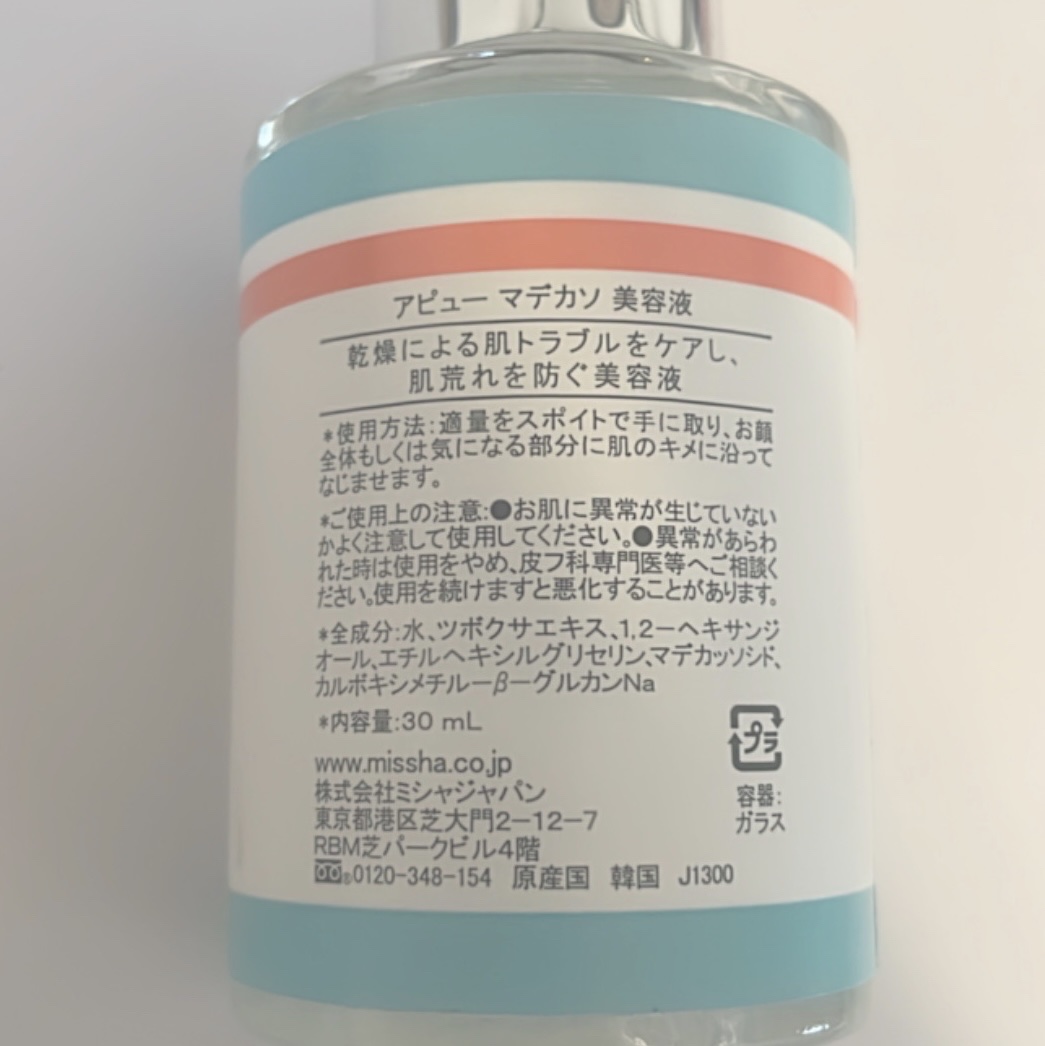 アピュー マデカソ 美容液
乾燥による肌トラブルをケアし、
肌荒れを防ぐ美容液
*使用方法:適量をスポイトで手に取り、お顔
全体もしくは気になる部分に肌のキメに沿って
なじませます。
*ご使用上の注意:●お肌に異常が生じていない
かよく注意して使用してください。●異常があらわ
れた時は使用をやめ、皮フ科専門医等へご相談く
ださい。使用を続けますと悪化することがあります。
*全成分:水、ツボクサエキス、1,2ーヘキサンジ
オール、エチルヘキシルグリセリン、マデカッソシド、
カルボキシメチルーβーグルカンNa
*内容量:30 mL
プラ
www.missha.co.jp
株式会社ミシャジャパン
容器:
東京都港区芝大門2ー12ー7
ガラス
RBM芝パークビル4階
0120-348-154 原産国 韓国 J1300